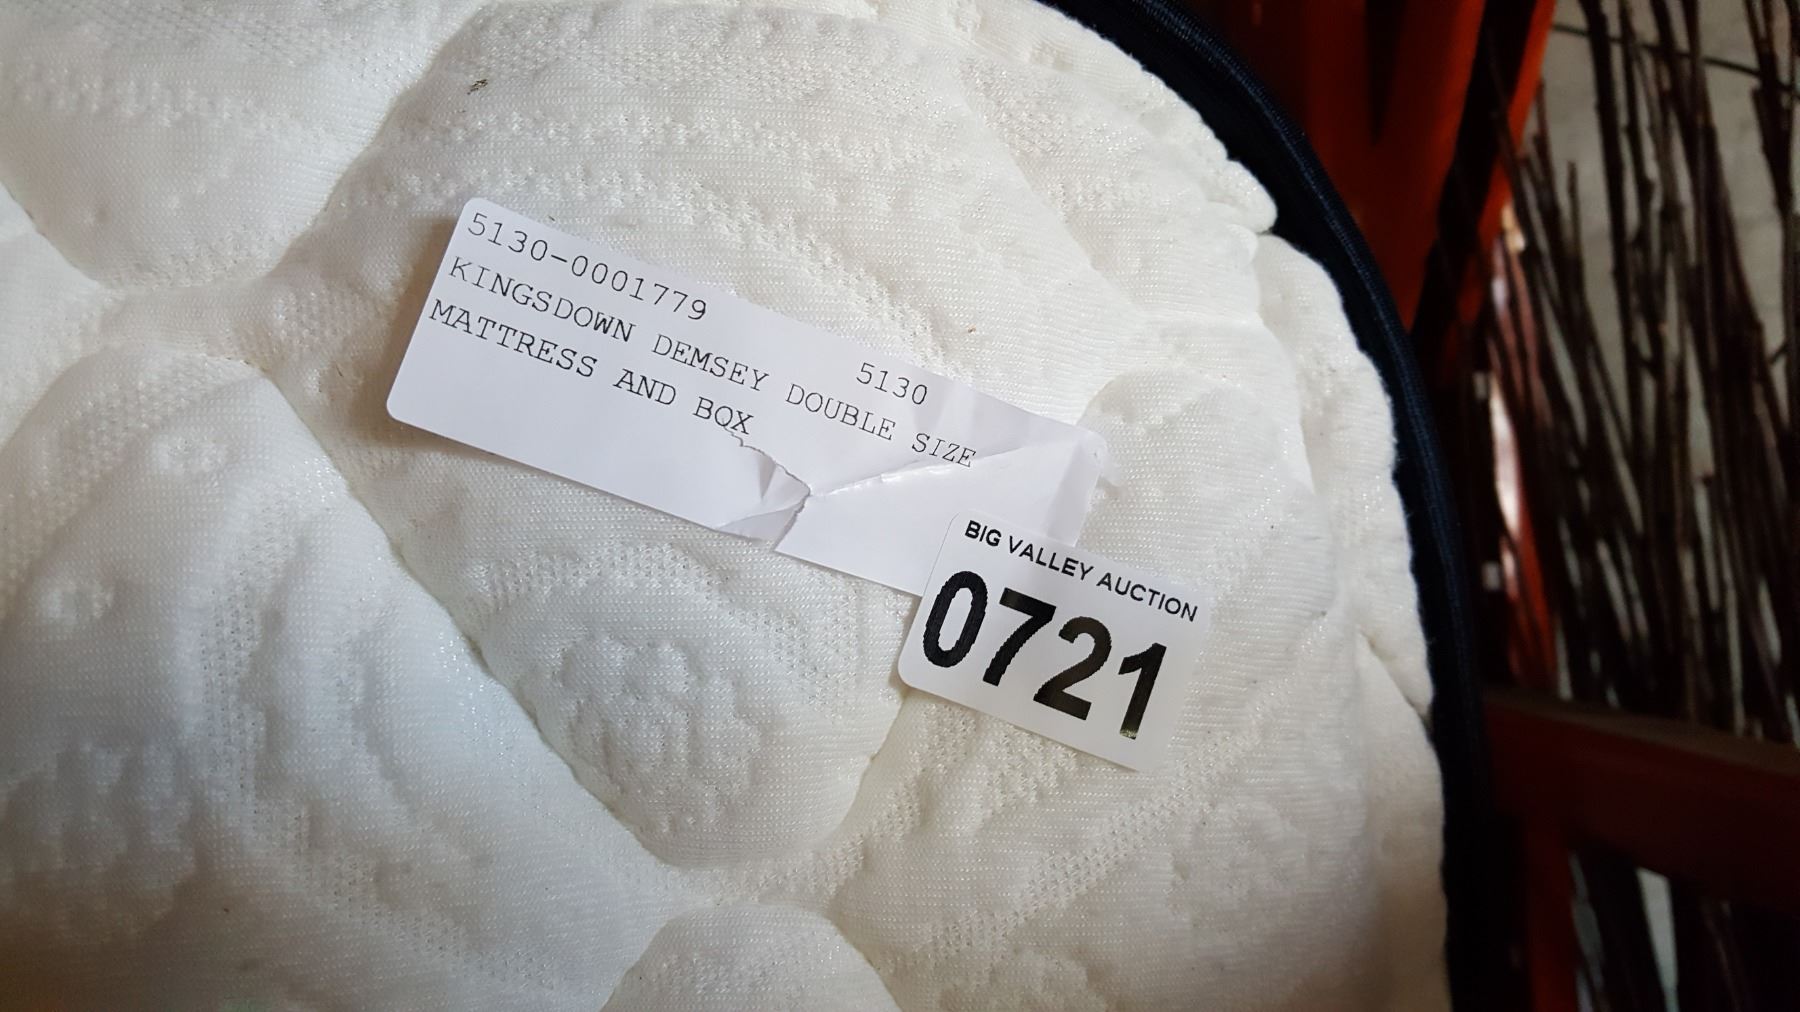 5130-0001779
5130
KINGSDOWN DEMSEY DOUBLE SIZE
MATTRESS AND BOX
BIG VALLEY AUCTION
0721